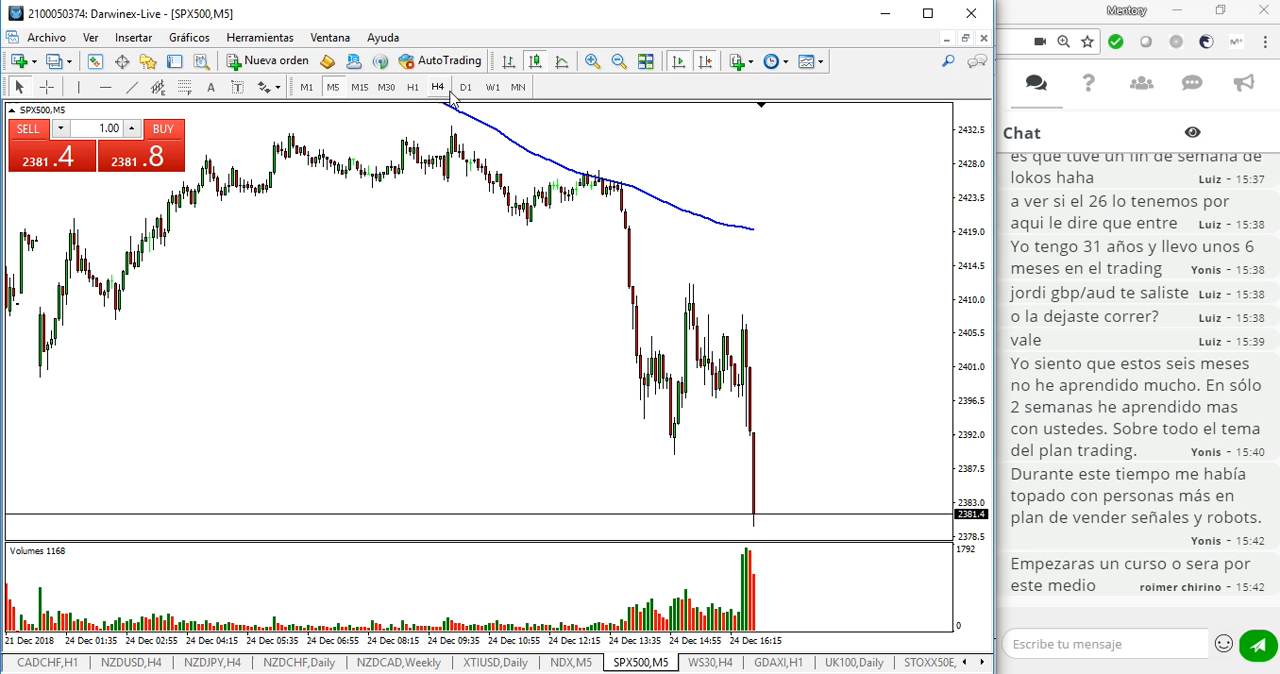 2100050374: Darwinex-Live - [SPX500,M5]
Mentory
Archivo Ver Insertar Gráficos Herramientas Ventana Ayuda
Nueva orden AutoTrading
A T M1 M5 M15 M30 H1 H4 D1 W1 MN
SPX500,M5
SELL 1.00 BUY
2381.4 2381.8
2432.5
2428.0
2423.5
2419.0
2414.5
2410.0
2405.5
2401.0
2396.5
2392.0
2387.5
2383.0
2381.4
2378.5
Volumes 1168
1792
0
21 Dec 2018 24 Dec 01:35 24 Dec 02:55 24 Dec 04:15 24 Dec 05:35 24 Dec 06:55 24 Dec 08:15 24 Dec 09:35 24 Dec 10:55 24 Dec 12:15 24 Dec 13:35 24 Dec 14:55 24 Dec 16:15
CADCHF,H1 NZDUSD,H4 NZDJPY,H4 NZDCHF,Daily NZDCAD,Weekly XTIUSD,Daily NDX,M5 SPX500,M5 WS30,H4 GDAXI,H1 UK100,Daily STOXX50E,
Chat
es que tuve un fin de semana de
lokos haha Luiz - 15:37
a ver si el 26 lo tenemos por
aqui le dire que entre Luiz - 15:38
Yo tengo 31 años y llevo unos 6
meses en el trading Yonis - 15:38
jordi gbp/aud te saliste Luiz - 15:38
o la dejaste correr? Luiz - 15:38
vale Luiz - 15:39
Yo siento que estos seis meses
no he aprendido mucho. En sólo
2 semanas he aprendido mas
con ustedes. Sobre todo el tema
del plan trading. Yonis - 15:40
Durante este tiempo me había
topado con personas más en
plan de vender señales y robots.
Yonis - 15:42
Empezaras un curso o sera por
este medio roimer chirino - 15:42
Escribe tu mensaje